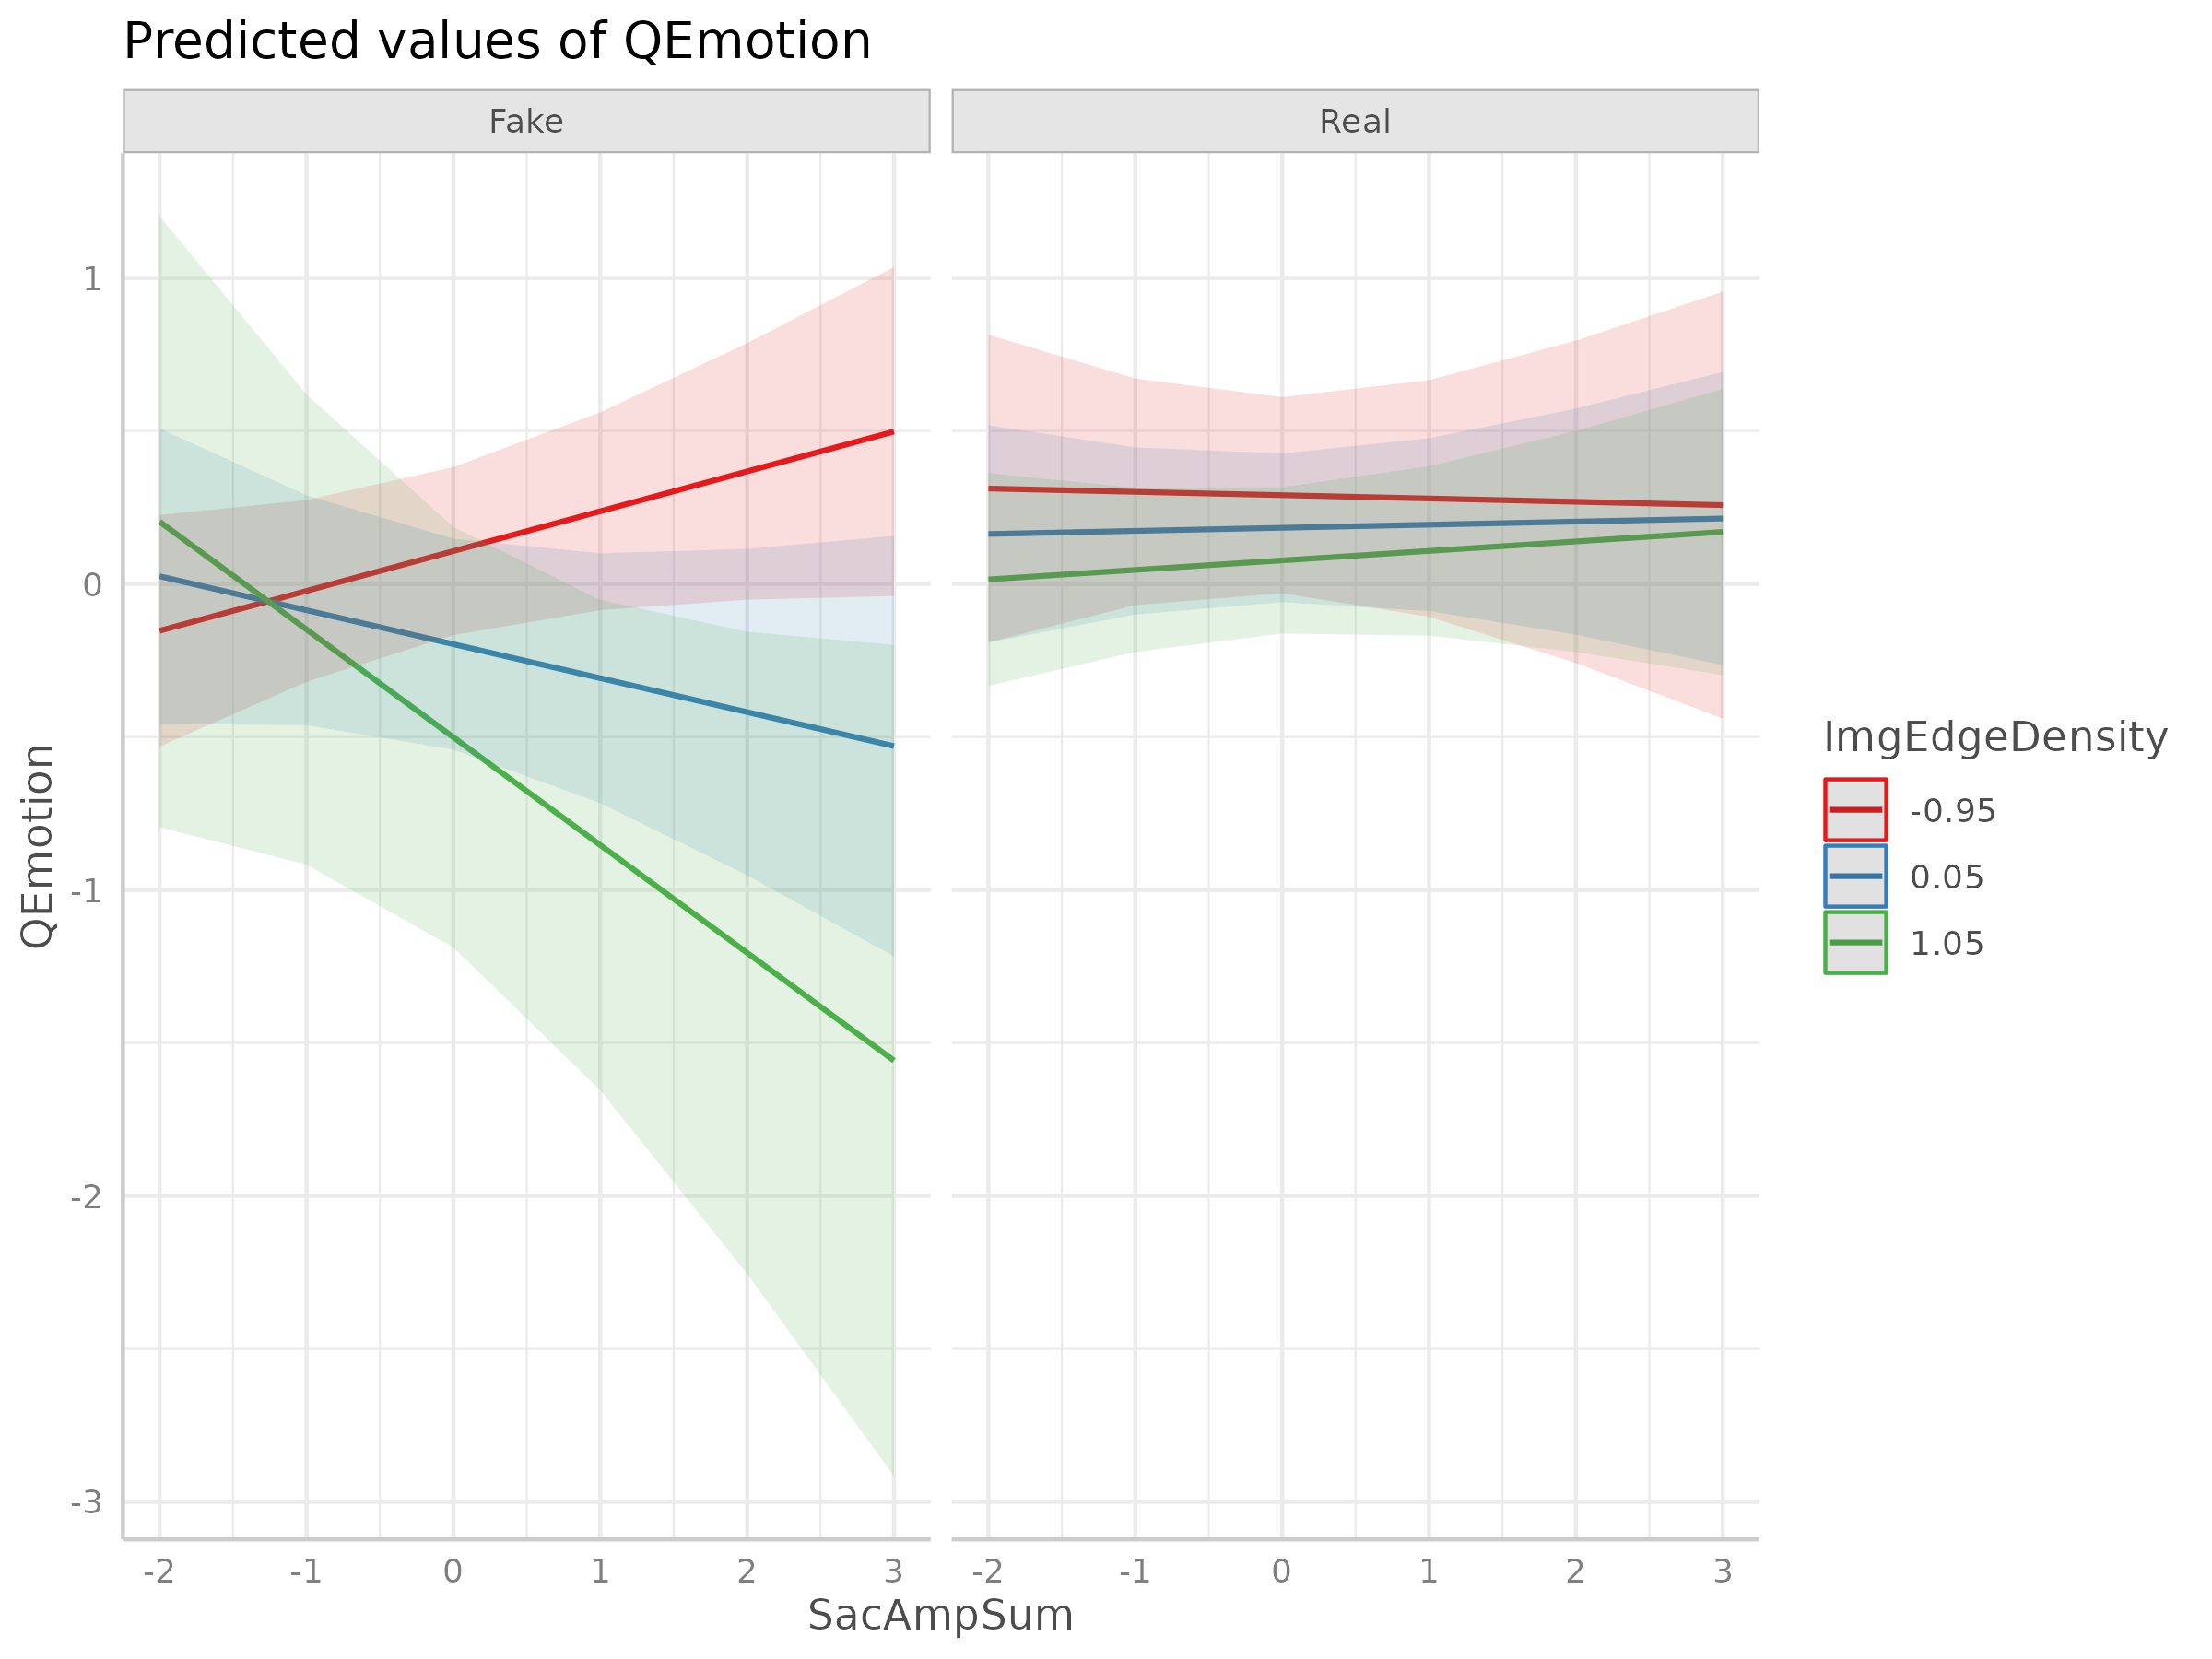 Predicted values of QEmotion
Fake
Real
1
0
-1
-2
-3
QEmotion
-2 -1 0 1 2 3
-2 -1 0 1 2 3
SacAmpSum
ImgEdgeDensity
-0.95
0.05
1.05